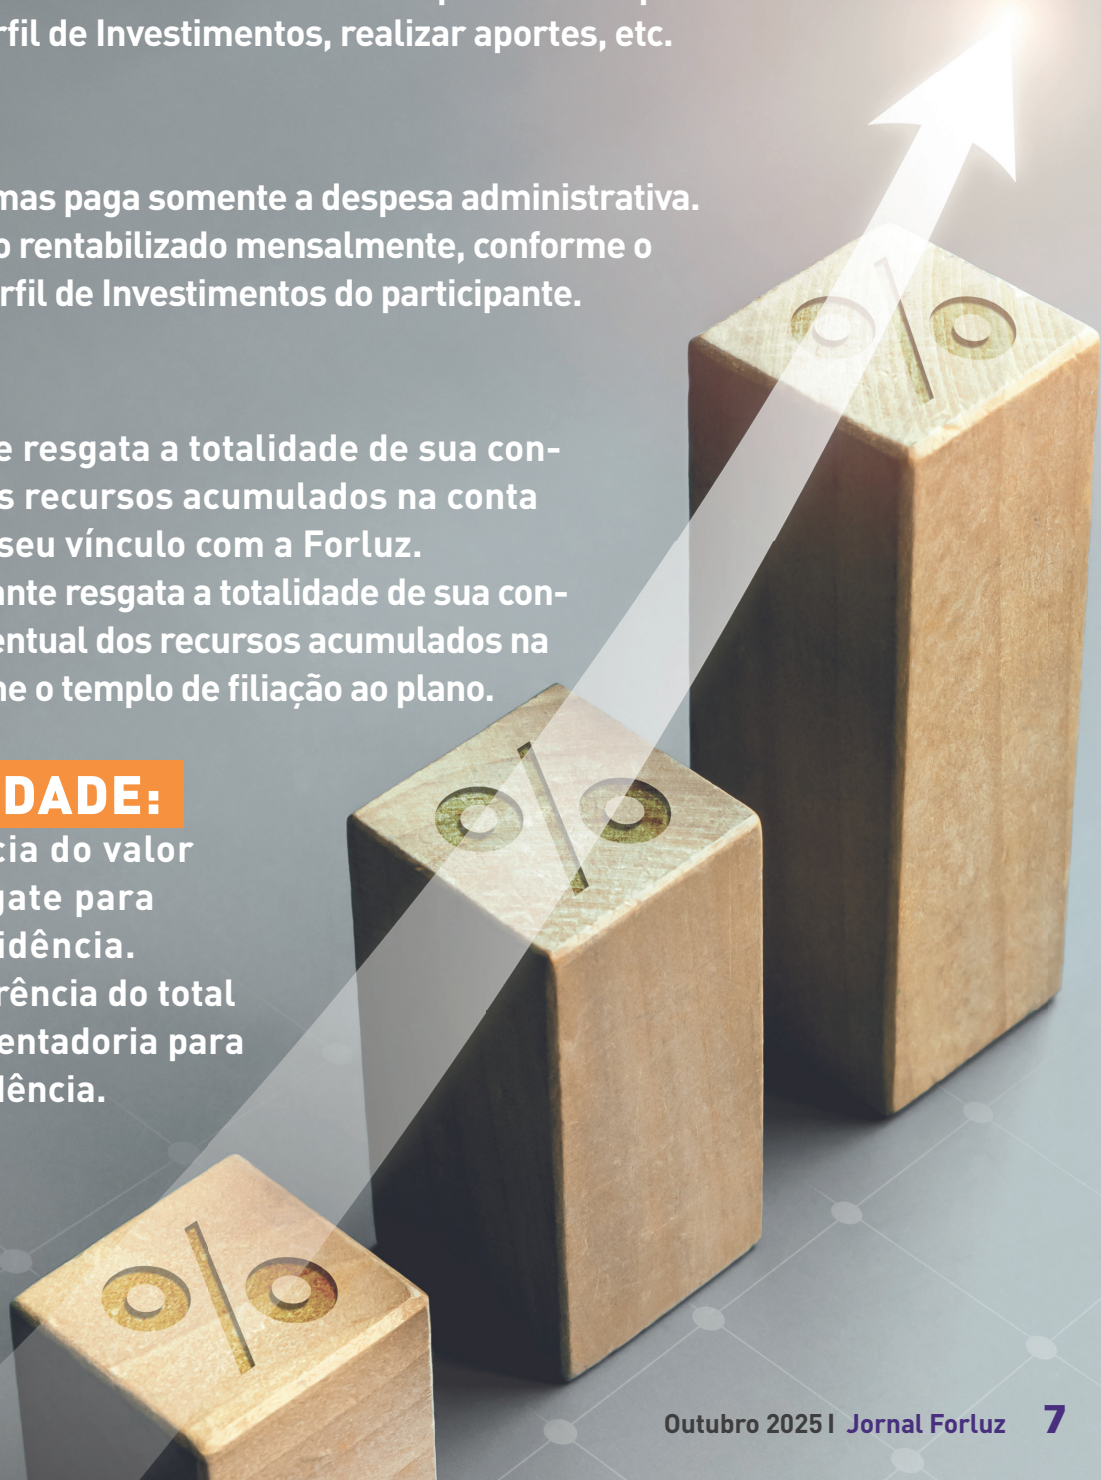 rfil de Investimentos, realizar aportes, etc.
mas paga somente a despesa administrativa.
o rentabilizado mensalmente, conforme o
rfil de Investimentos do participante.
e resgata a totalidade de sua con-
s recursos acumulados na conta
seu vínculo com a Forluz.
ante resgata a totalidade de sua con-
entual dos recursos acumulados na
ne o templo de filiação ao plano.
DADE:
cia do valor
gate para
idência.
rência do total
entadoria para
dência.
%
%
%
Outubro 2025 | Jornal Forluz 7